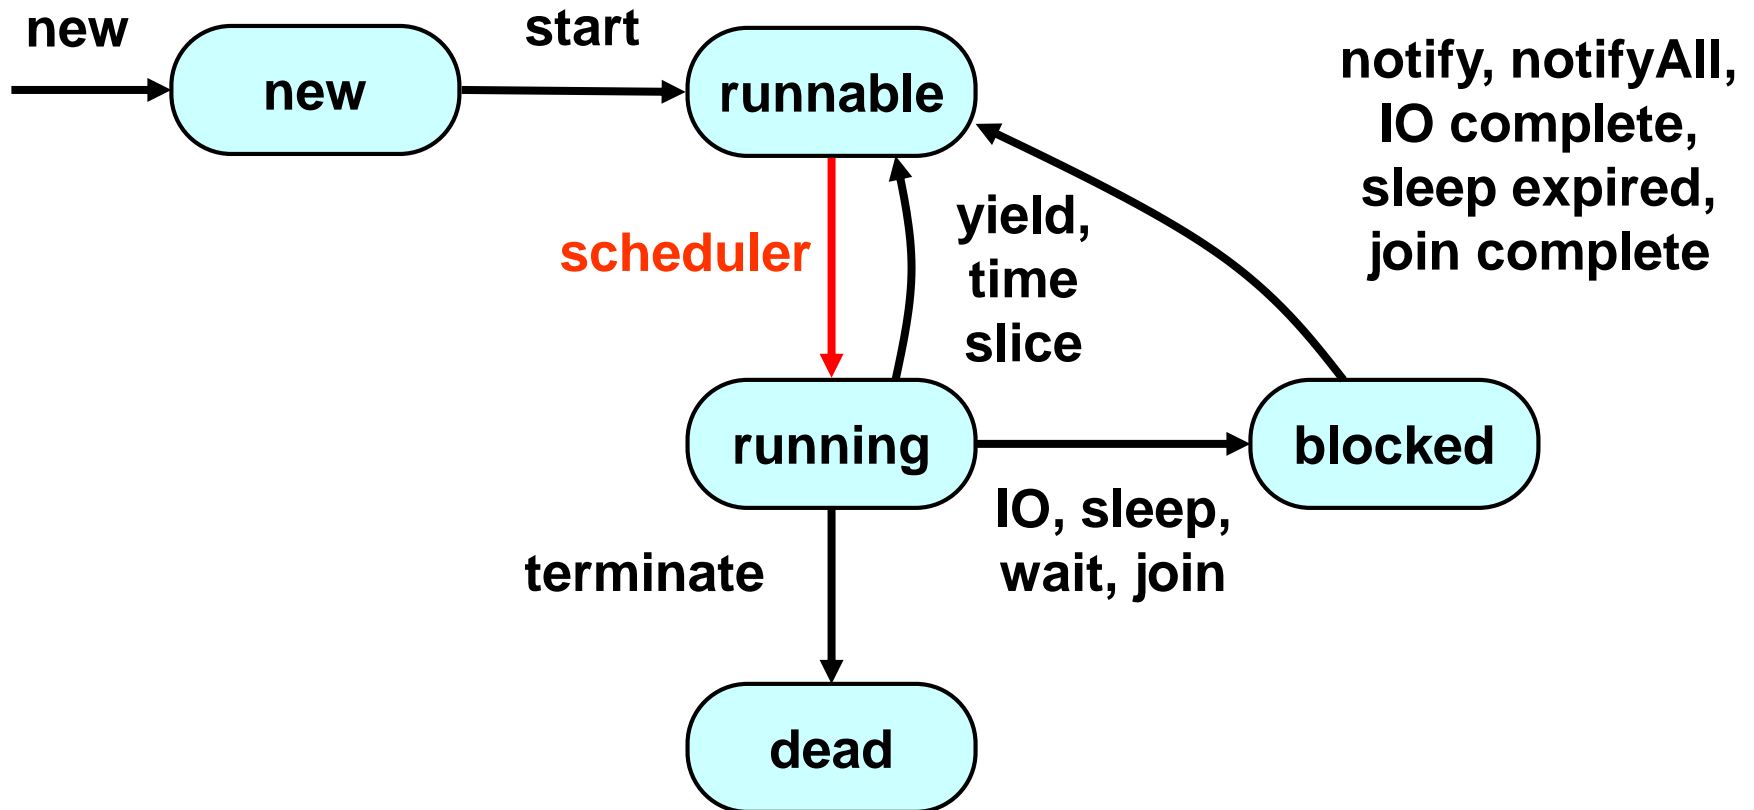 new
start
new
runnable
notify, notifyAll,
IO complete,
sleep expired,
join complete
scheduler
yield,
time
slice
running
blocked
IO, sleep,
wait, join
terminate
dead